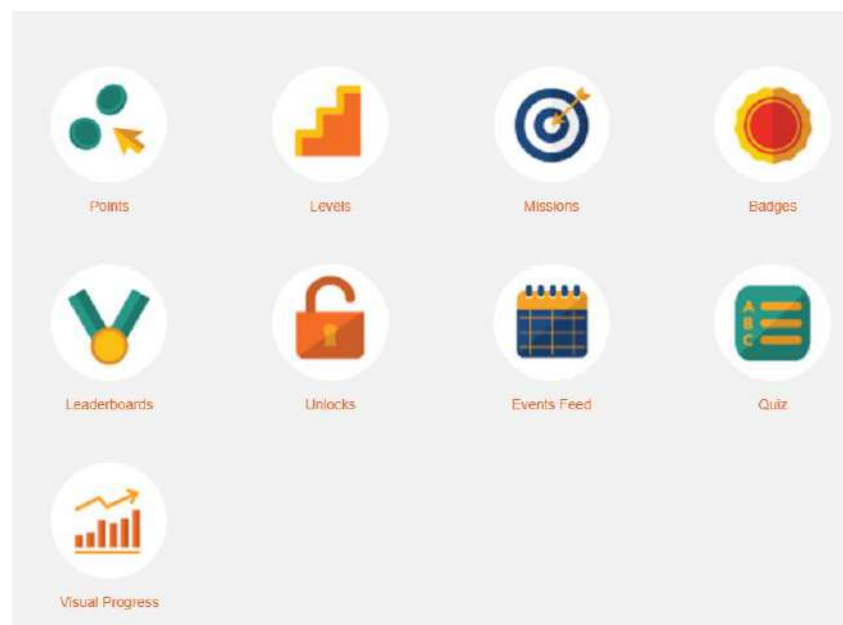 Points
Levels
Missions
Badges
A
B
C
Leaderboards
Unlocks
Events Feed
Quiz
Visual Progress